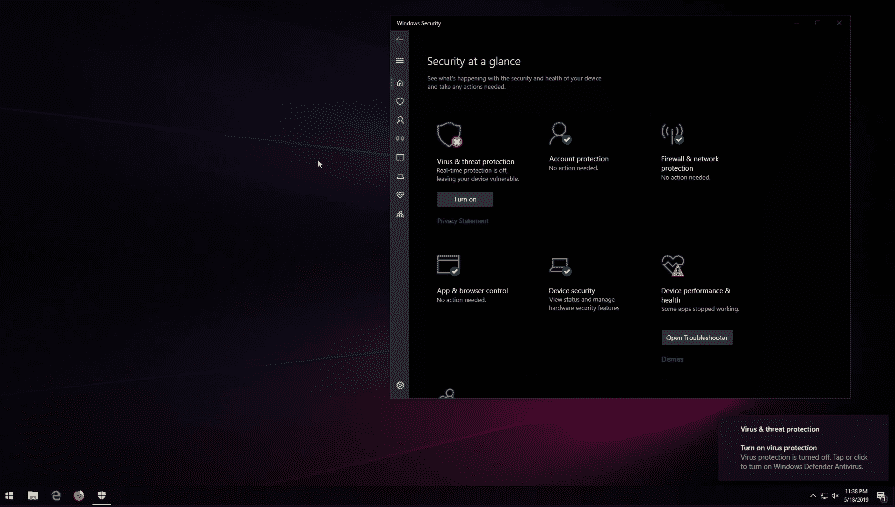 Windows Security
Security at a glance
See what's happening with the security and health of your device
and take any actions needed.
Virus & threat protection
Real-time protection is off,
leaving your device vulnerable.
Turn on
Privacy Statement
Account protection
No action needed.
Firewall & network
protection
No action needed.
App & browser control
No action needed.
Device security
View status and manage
hardware security features
Device performance &
health
Some apps stopped working.
Open Troubleshooter
Dismiss
Virus & threat protection
Turn on virus protection
Virus protection is turned off. Tap or click
to turn on Windows Defender Antivirus.
11:38 PM
5/18/2019